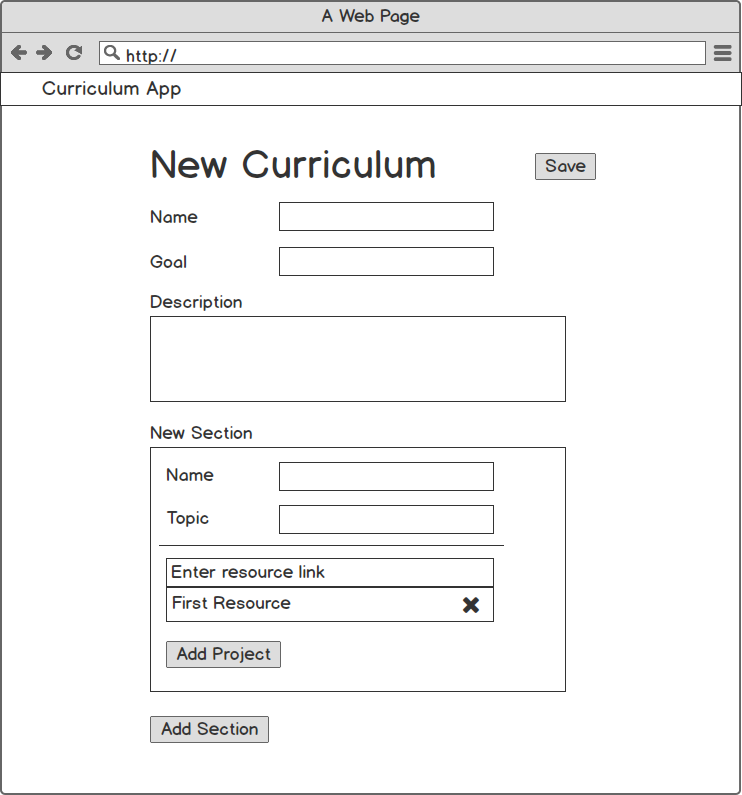 A Web Page
http://
Curriculum App
New Curriculum
Save
Name
Goal
Description
New Section
Name
Topic
Enter resource link
First Resource
Add Project
Add Section